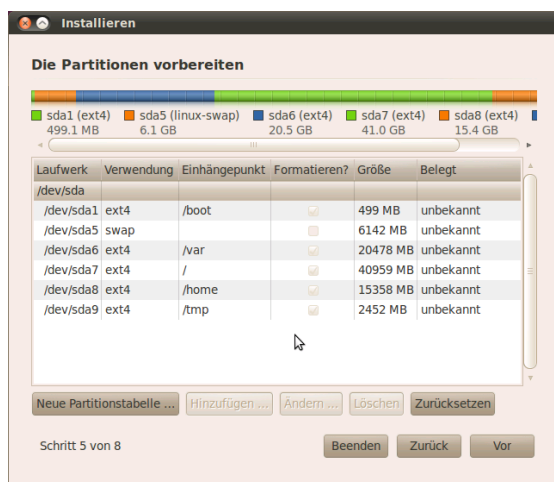 Installieren
Die Partitionen vorbereiten
sda1 (ext4) sda5 (linux-swap) sda6 (ext4) sda7 (ext4) sda8 (ext4)
499.1 MB 6.1 GB 20.5 GB 41.0 GB 15.4 GB
Laufwerk Verwendung Einhängepunkt Formatieren? Größe Belegt
/dev/sda
/dev/sda1 ext4 /boot 499 MB unbekannt
/dev/sda5 swap 6142 MB unbekannt
/dev/sda6 ext4 /var 20478 MB unbekannt
/dev/sda7 ext4 / 40959 MB unbekannt
/dev/sda8 ext4 /home 15358 MB unbekannt
/dev/sda9 ext4 /tmp 2452 MB unbekannt
Neue Partitionstabelle ... Hinzufügen ... Ändern ... Löschen Zurücksetzen
Schritt 5 von 8 Beenden Zurück Vor